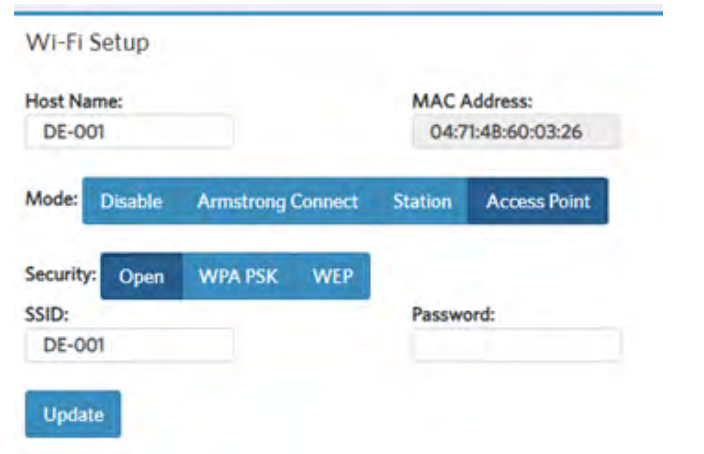 Wi-Fi Setup
Host Name: MAC Address:
DE-001 04:71:4B:60:03:26
Mode: Disable Armstrong Connect Station Access Point
Security: Open WPA PSK WEP
SSID: Password:
DE-001
Update